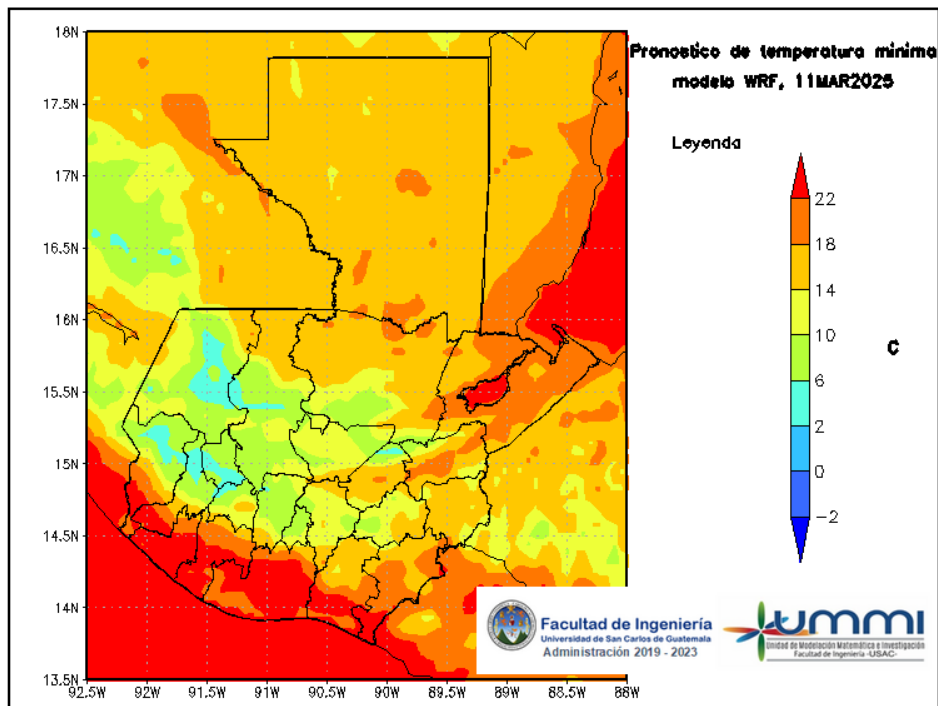 Pronostico de temperatura minima
modelo WRF, 11MAR2025
Leyenda
22
18
14
10
6
2
0
−2
C
18N
17.5N
17N
16.5N
16N
15.5N
15N
14.5N
14N
13.5N
92.5W
92W
91.5W
91W
90.5W
90W
89.5W
89W
88.5W
88W
Facultad de Ingeniería
Universidad de San Carlos de Guatemala
Administración 2019 - 2023
ummi
Unidad de Modelación Matemática e Investigación
Facultad de Ingeniería -USAC-